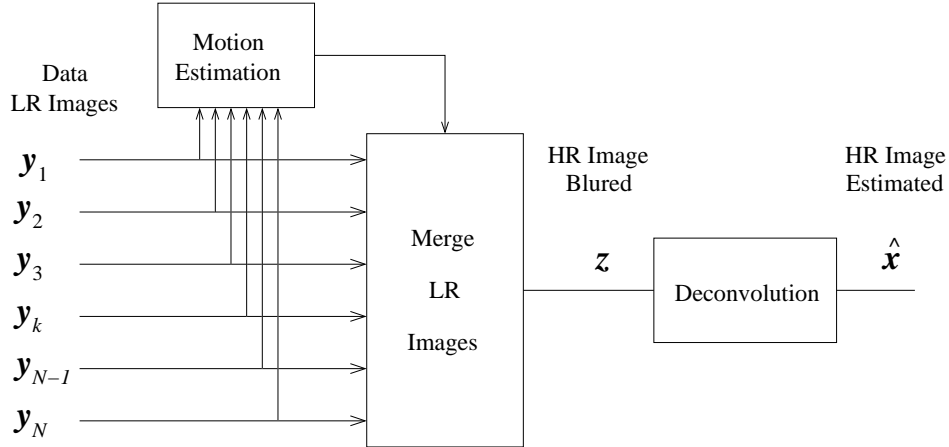 Motion
Estimation
Data
LR Images
y1
y2
y3
yk
yN−1
yN
Merge
LR
Images
HR Image
Blured
z
Deconvolution
HR Image
Estimated
x̂